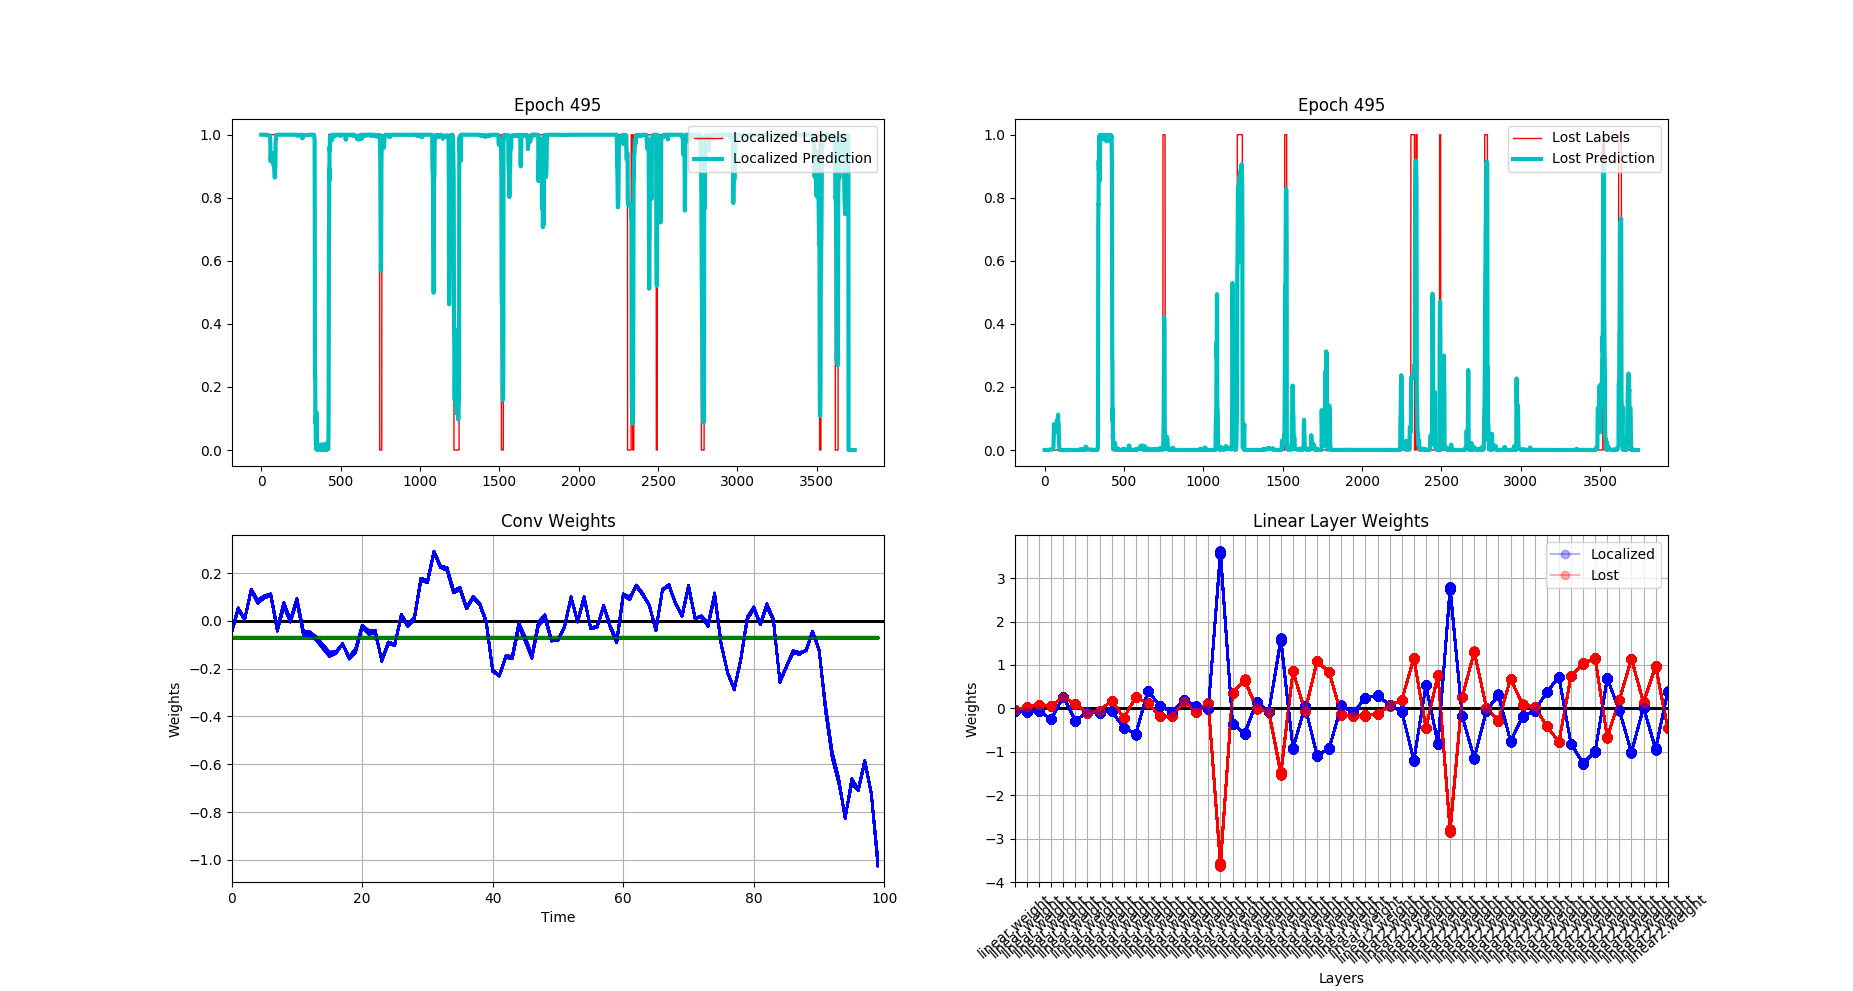 Epoch 495
Localized Labels
Localized Prediction
1.0
0.8
0.6
0.4
0.2
0.0
0 500 1000 1500 2000 2500 3000 3500
Epoch 495
Lost Labels
Lost Prediction
1.0
0.8
0.6
0.4
0.2
0.0
0 500 1000 1500 2000 2500 3000 3500
Conv Weights
Weights
0.2
0.0
−0.2
−0.4
−0.6
−0.8
−1.0
0 20 40 60 80 100
Time
Linear Layer Weights
Localized
Lost
Weights
3
2
1
0
−1
−2
−3
−4
linear.weight
linear2.weight
Layers